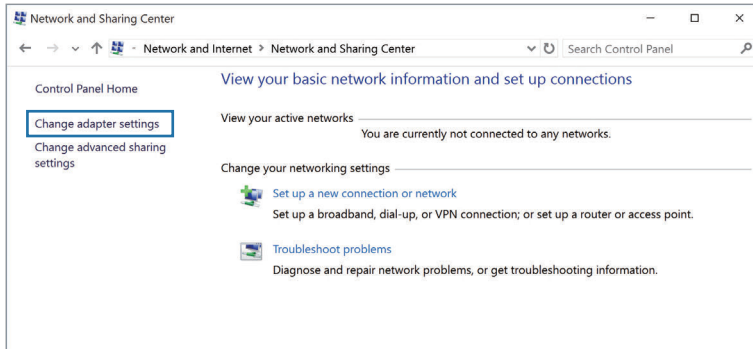 Network and Sharing Center
Network and Internet > Network and Sharing Center
Search Control Panel
Control Panel Home
Change adapter settings
Change advanced sharing
settings
View your basic network information and set up connections
View your active networks
You are currently not connected to any networks.
Change your networking settings
Set up a new connection or network
Set up a broadband, dial-up, or VPN connection; or set up a router or access point.
Troubleshoot problems
Diagnose and repair network problems, or get troubleshooting information.